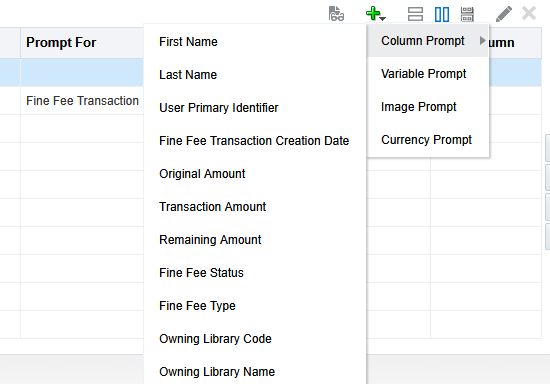 Prompt For
umn
Fine Fee Transaction
Column Prompt
Variable Prompt
Image Prompt
Currency Prompt
First Name
Last Name
User Primary Identifier
Fine Fee Transaction Creation Date
Original Amount
Transaction Amount
Remaining Amount
Fine Fee Status
Fine Fee Type
Owning Library Code
Owning Library Name